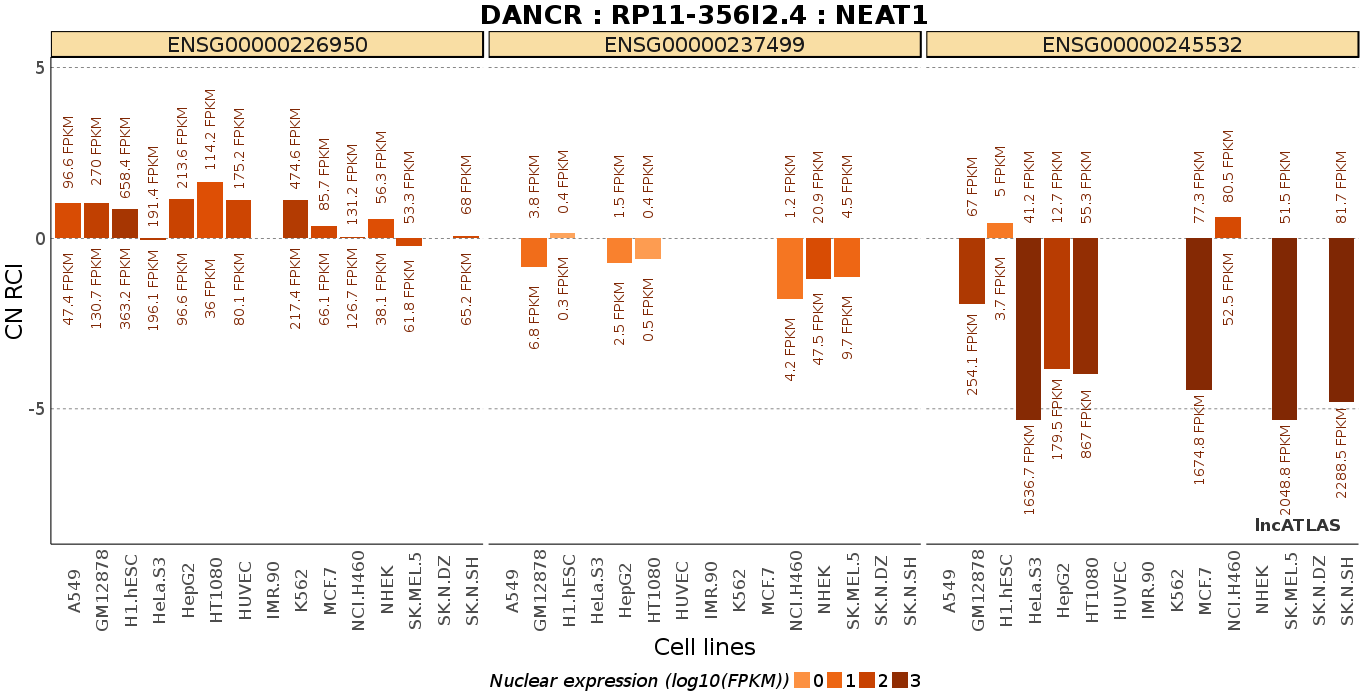 DANCR : RP11-356I2.4 : NEAT1
ENSG00000226950 ENSG00000237499 ENSG00000245532
CN RCI
5
0
-5
96.6 FPKM 270 FPKM 658.4 FPKM 191.4 FPKM 213.6 FPKM 114.2 FPKM 175.2 FPKM 474.6 FPKM 85.7 FPKM 131.2 FPKM 56.3 FPKM 53.3 FPKM 68 FPKM
47.4 FPKM 130.7 FPKM 363.2 FPKM 196.1 FPKM 96.6 FPKM 36 FPKM 80.1 FPKM 217.4 FPKM 66.1 FPKM 126.7 FPKM 38.1 FPKM 61.8 FPKM 65.2 FPKM
3.8 FPKM 0.4 FPKM 1.5 FPKM 0.4 FPKM 1.2 FPKM 20.9 FPKM 4.5 FPKM
6.8 FPKM 0.3 FPKM 2.5 FPKM 0.5 FPKM 4.2 FPKM 47.5 FPKM 9.7 FPKM
67 FPKM 5 FPKM 41.2 FPKM 12.7 FPKM 55.3 FPKM 77.3 FPKM 80.5 FPKM 51.5 FPKM 81.7 FPKM
254.1 FPKM 3.7 FPKM 1636.7 FPKM 179.5 FPKM 867 FPKM 1674.8 FPKM 52.5 FPKM 2048.8 FPKM 2288.5 FPKM
lncATLAS
A549 GM12878 H1.hESC HeLa.S3 HepG2 HT1080 HUVEC IMR.90 K562 MCF.7 NCI.H460 NHEK SK.MEL.5 SK.N.DZ SK.N.SH
A549 GM12878 H1.hESC HeLa.S3 HepG2 HT1080 HUVEC IMR.90 K562 MCF.7 NCI.H460 NHEK SK.MEL.5 SK.N.DZ SK.N.SH
A549 GM12878 H1.hESC HeLa.S3 HepG2 HT1080 HUVEC IMR.90 K562 MCF.7 NCI.H460 NHEK SK.MEL.5 SK.N.DZ SK.N.SH
Cell lines
Nuclear expression (log10(FPKM)) 0 1 2 3